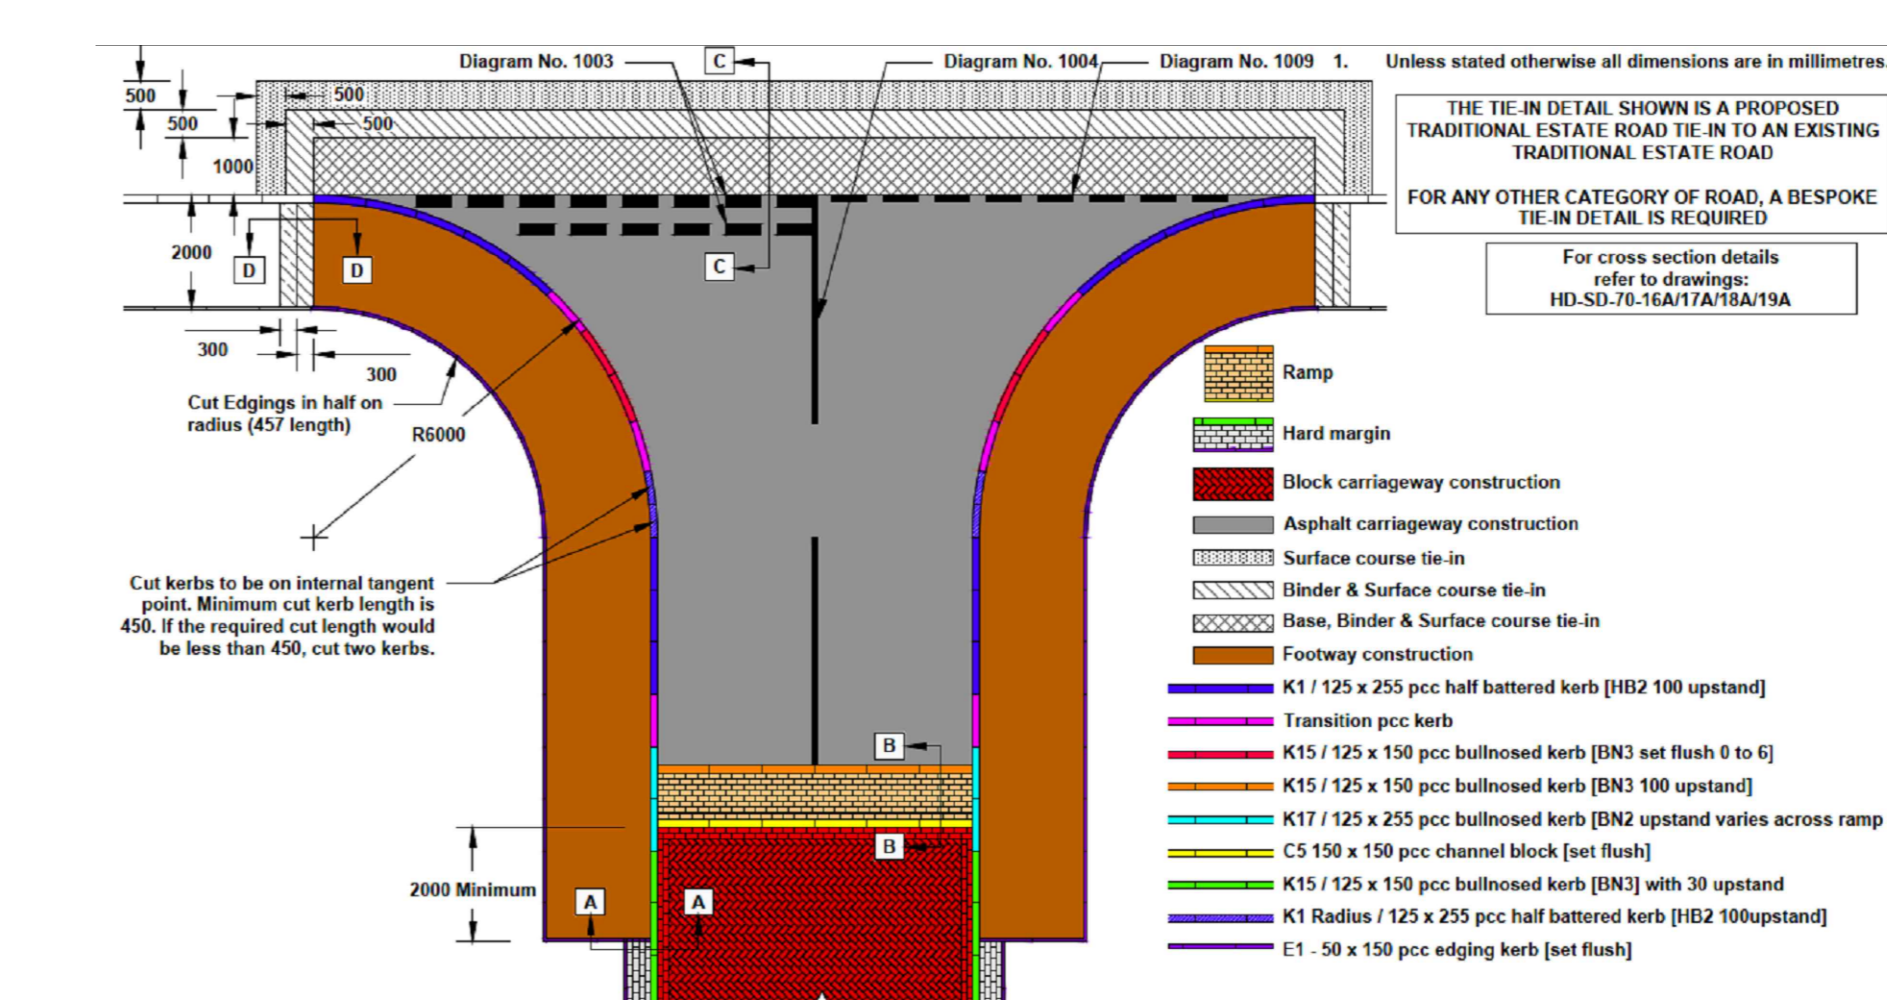 Diagram No. 1003
C
Diagram No. 1004
Diagram No. 1009
1.
Unless stated otherwise all dimensions are in millimetres.
500
500
500
500
1000
2000
D
D
C
300
300
THE TIE-IN DETAIL SHOWN IS A PROPOSED
TRADITIONAL ESTATE ROAD TIE-IN TO AN EXISTING
TRADITIONAL ESTATE ROAD
FOR ANY OTHER CATEGORY OF ROAD, A BESPOKE
TIE-IN DETAIL IS REQUIRED
For cross section details
refer to drawings:
HD-SD-70-16A/17A/18A/19A
Cut Edgings in half on
radius (457 length)
R6000
Cut kerbs to be on internal tangent
point. Minimum cut kerb length is
450. If the required cut length would
be less than 450, cut two kerbs.
B
B
2000 Minimum
A
A
Ramp
Hard margin
Block carriageway construction
Asphalt carriageway construction
Surface course tie-in
Binder & Surface course tie-in
Base, Binder & Surface course tie-in
Footway construction
K1 / 125 x 255 pcc half battered kerb [HB2 100 upstand]
Transition pcc kerb
K15 / 125 x 150 pcc bullnosed kerb [BN3 set flush 0 to 6]
K15 / 125 x 150 pcc bullnosed kerb [BN3 100 upstand]
K17 / 125 x 255 pcc bullnosed kerb [BN2 upstand varies across ramp
C5 150 x 150 pcc channel block [set flush]
K15 / 125 x 150 pcc bullnosed kerb [BN3] with 30 upstand
K1 Radius / 125 x 255 pcc half battered kerb [HB2 100upstand]
E1 - 50 x 150 pcc edging kerb [set flush]